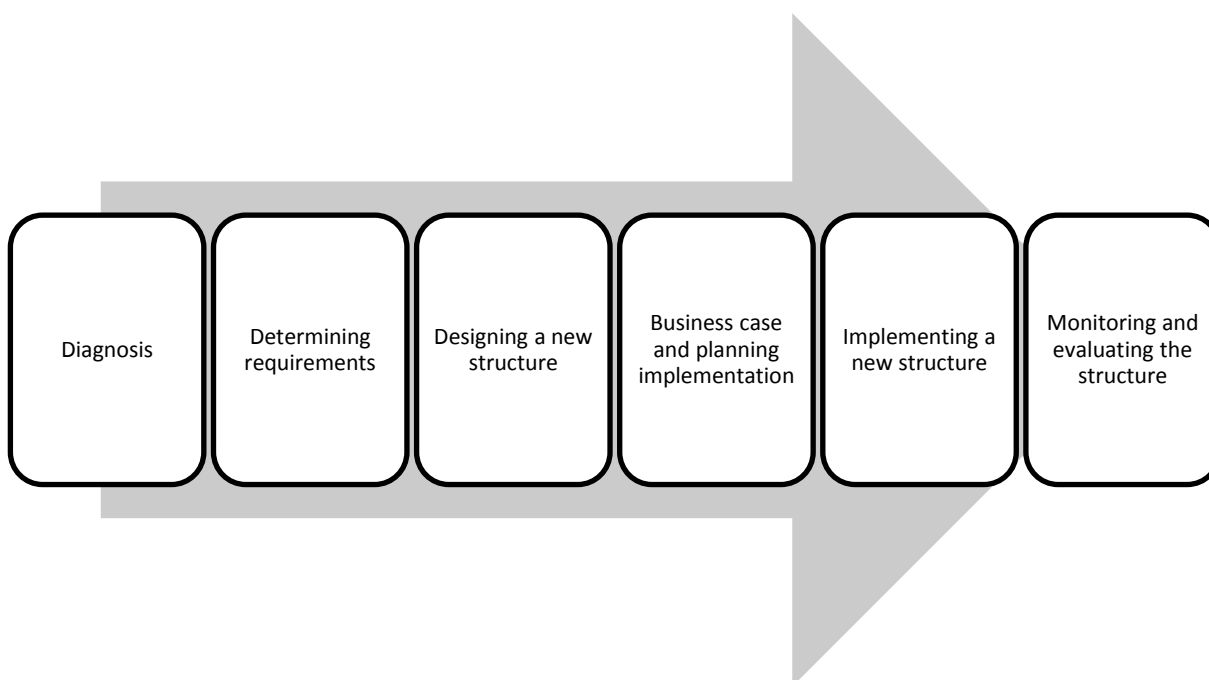 Diagnosis
Determining
requirements
Designing a new
structure
Business case
and planning
implementation
Implementing a
new structure
Monitoring and
evaluating the
structure